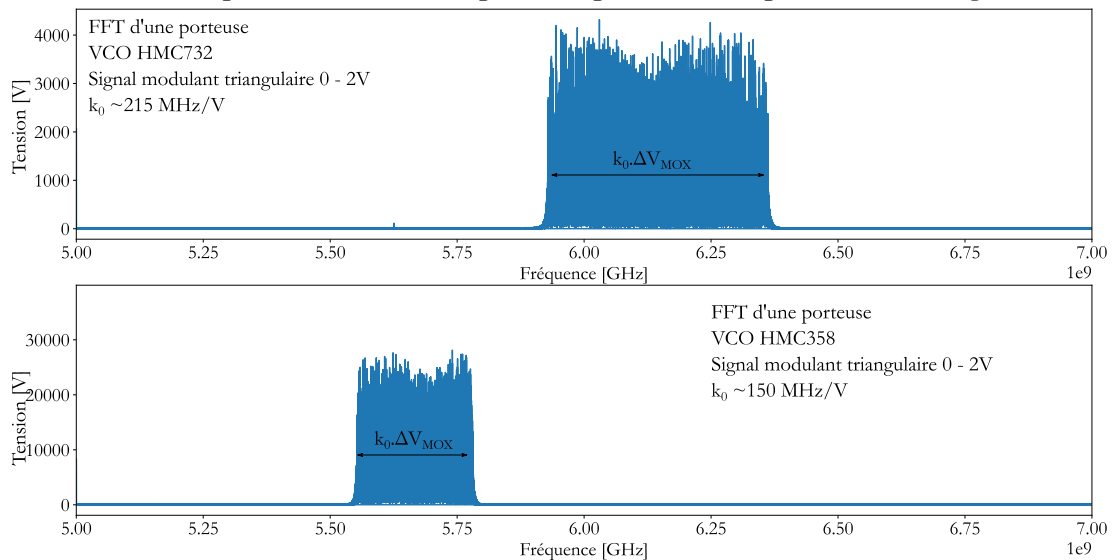 FFT d'une porteuse
VCO HMC732
Signal modulant triangulaire 0 - 2V
k₀ ~215 MHz/V
k₀.ΔV_MOX
Tension [V]
4000
3000
2000
1000
0
5.00 5.25 5.50 5.75 6.00 6.25 6.50 6.75 7.00
Fréquence [GHz]
1e9
FFT d'une porteuse
VCO HMC358
Signal modulant triangulaire 0 - 2V
k₀ ~150 MHz/V
k₀.ΔV_MOX
Tension [V]
30000
20000
10000
0
5.00 5.25 5.50 5.75 6.00 6.25 6.50 6.75 7.00
Fréquence [GHz]
1e9